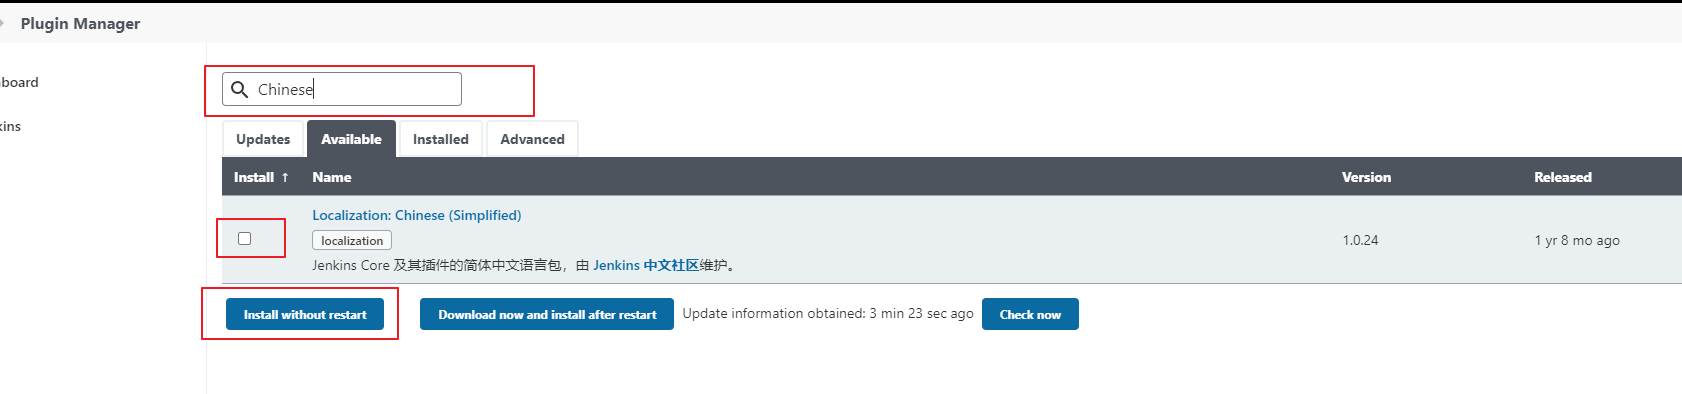 Plugin Manager
board
kins
Chinese
Updates Available Installed Advanced
Install ↑ Name Version Released
Localization: Chinese (Simplified)
localization
1.0.24 1 yr 8 mo ago
Jenkins Core 及其插件的简体中文语言包，由 Jenkins 中文社区维护。
Install without restart Download now and install after restart Update information obtained: 3 min 23 sec ago Check now